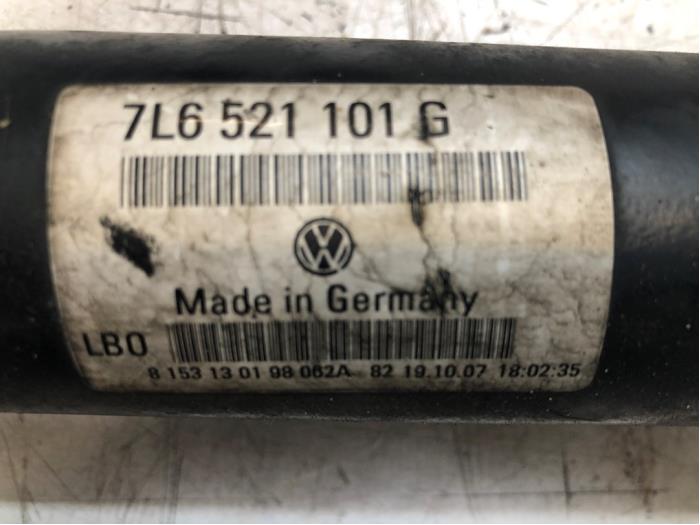 7L6 521 101 G
VW
Made in Germany
LBO
8 153 13 01 98 062A 82 19.10.07 18:02:35